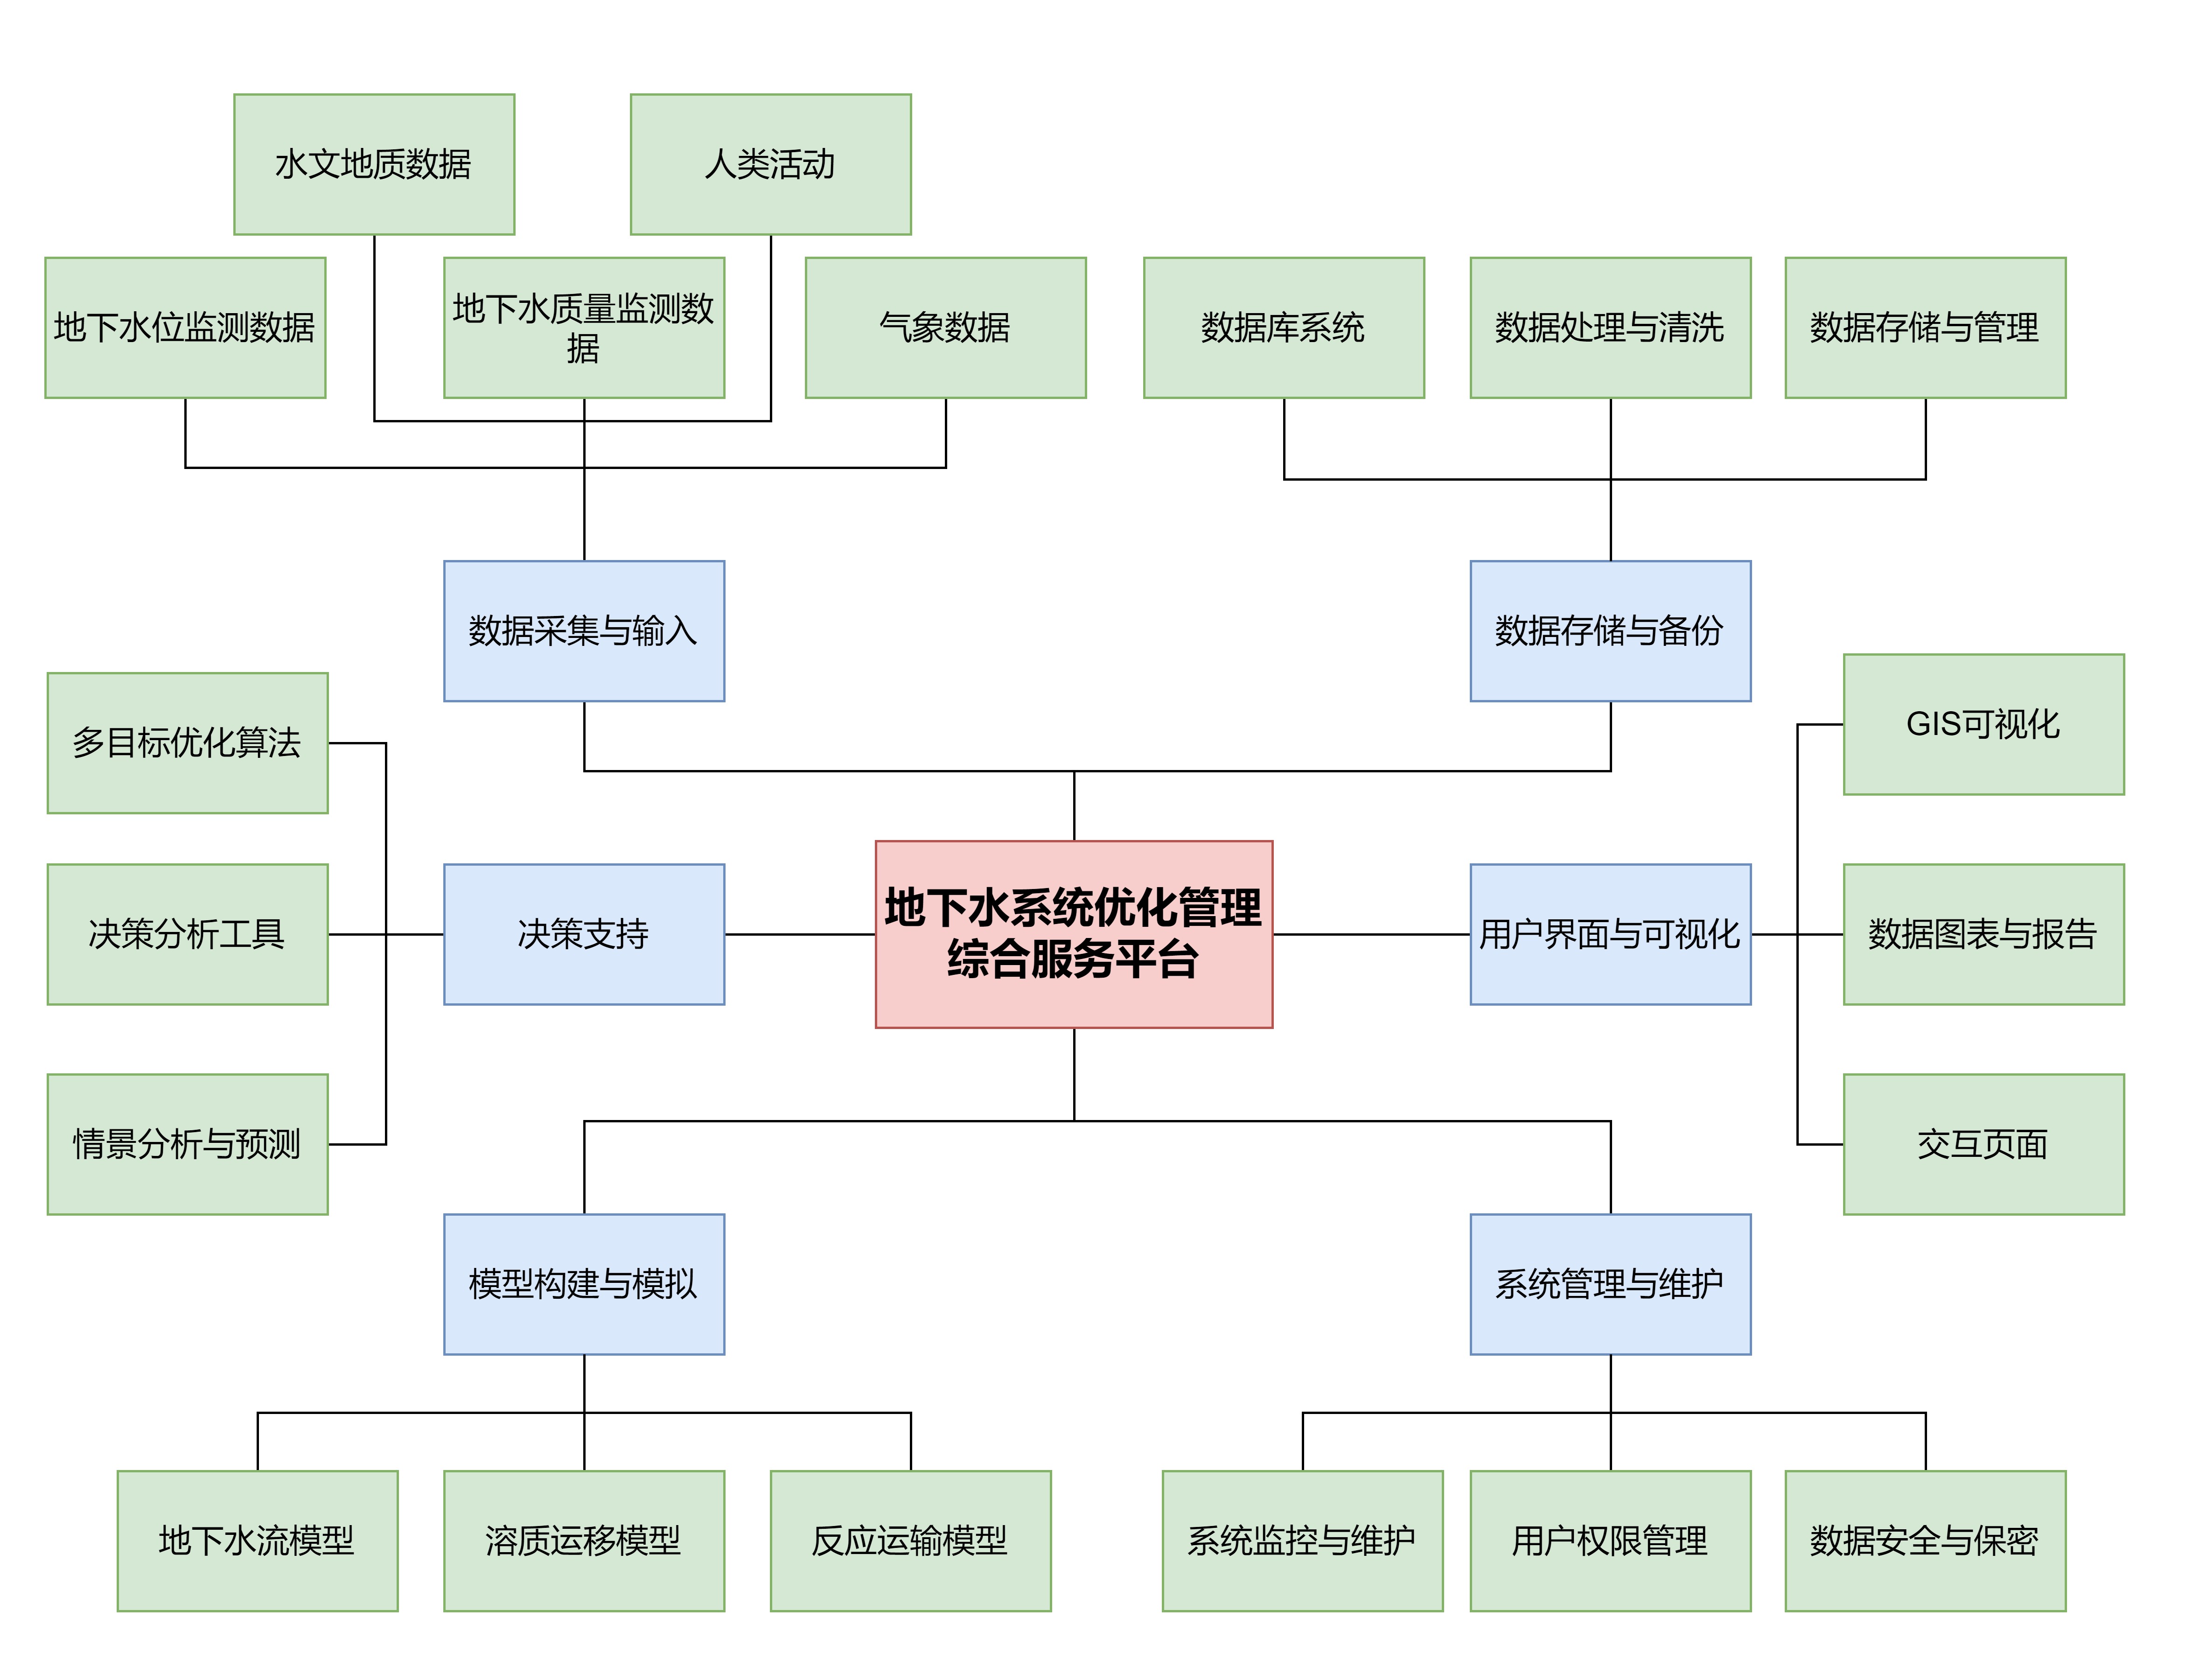 水文地质数据
人类活动
地下水位监测数据
地下水质量监测数
据
气象数据
数据库系统
数据处理与清洗
数据存储与管理
数据采集与输入
数据存储与备份
多目标优化算法
GIS可视化
决策分析工具
决策支持
地下水系统优化管理
综合服务平台
用户界面与可视化
数据图表与报告
情景分析与预测
交互页面
模型构建与模拟
系统管理与维护
地下水流模型
溶质运移模型
反应运输模型
系统监控与维护
用户权限管理
数据安全与保密